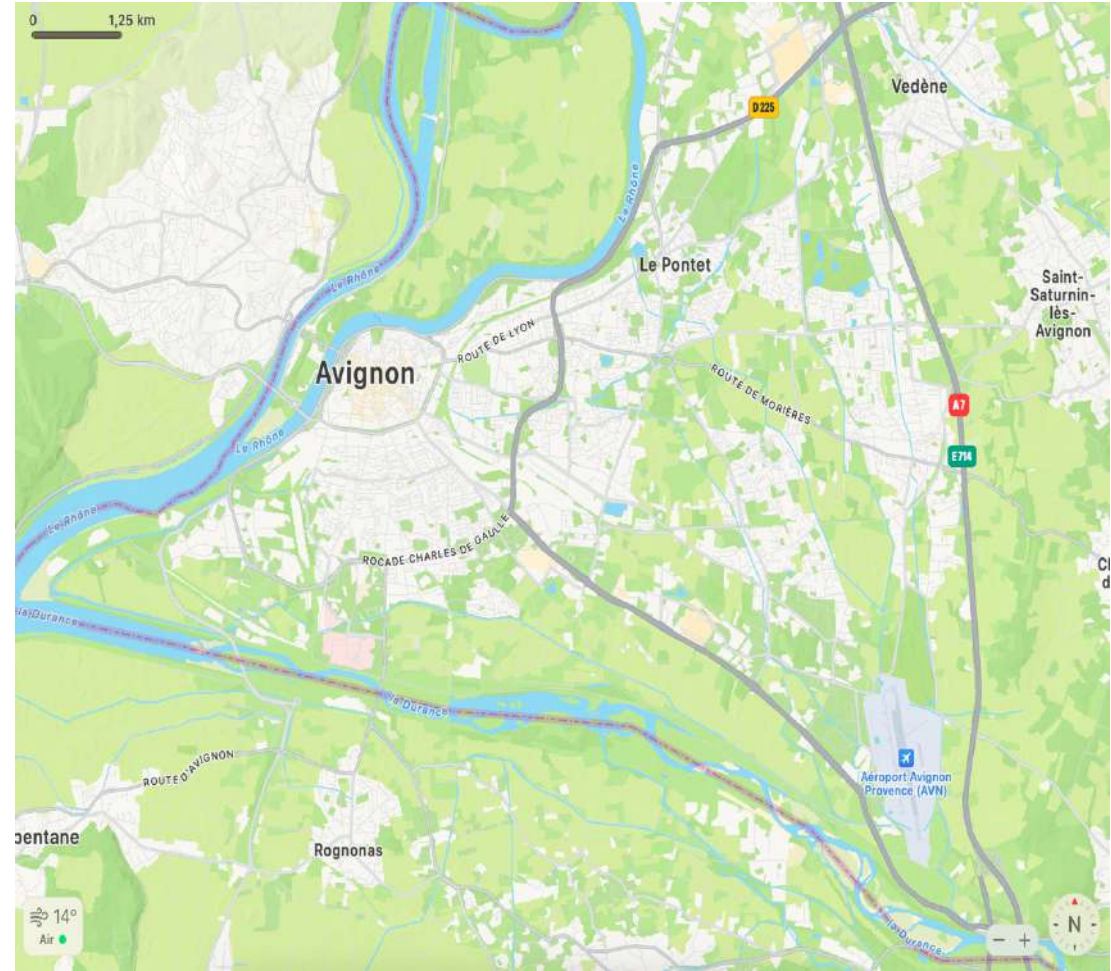 0 1,25 km
Vedène
D 225
Le Rhône
Le Pontet
Le Rhône
Saint-
Saturnin-
lès-
Avignon
ROUTE DE LYON
Avignon
ROUTE DE MORIÈRES
A7
Le Rhône
E714
Le Rhône
ROCADE CHARLES DE GAULLE
la Durance
la Durance
ROUTE D'AVIGNON
Aéroport Avignon
Provence (AVN)
pentane
Rognonas
14°
Air
N
la Durance
- +